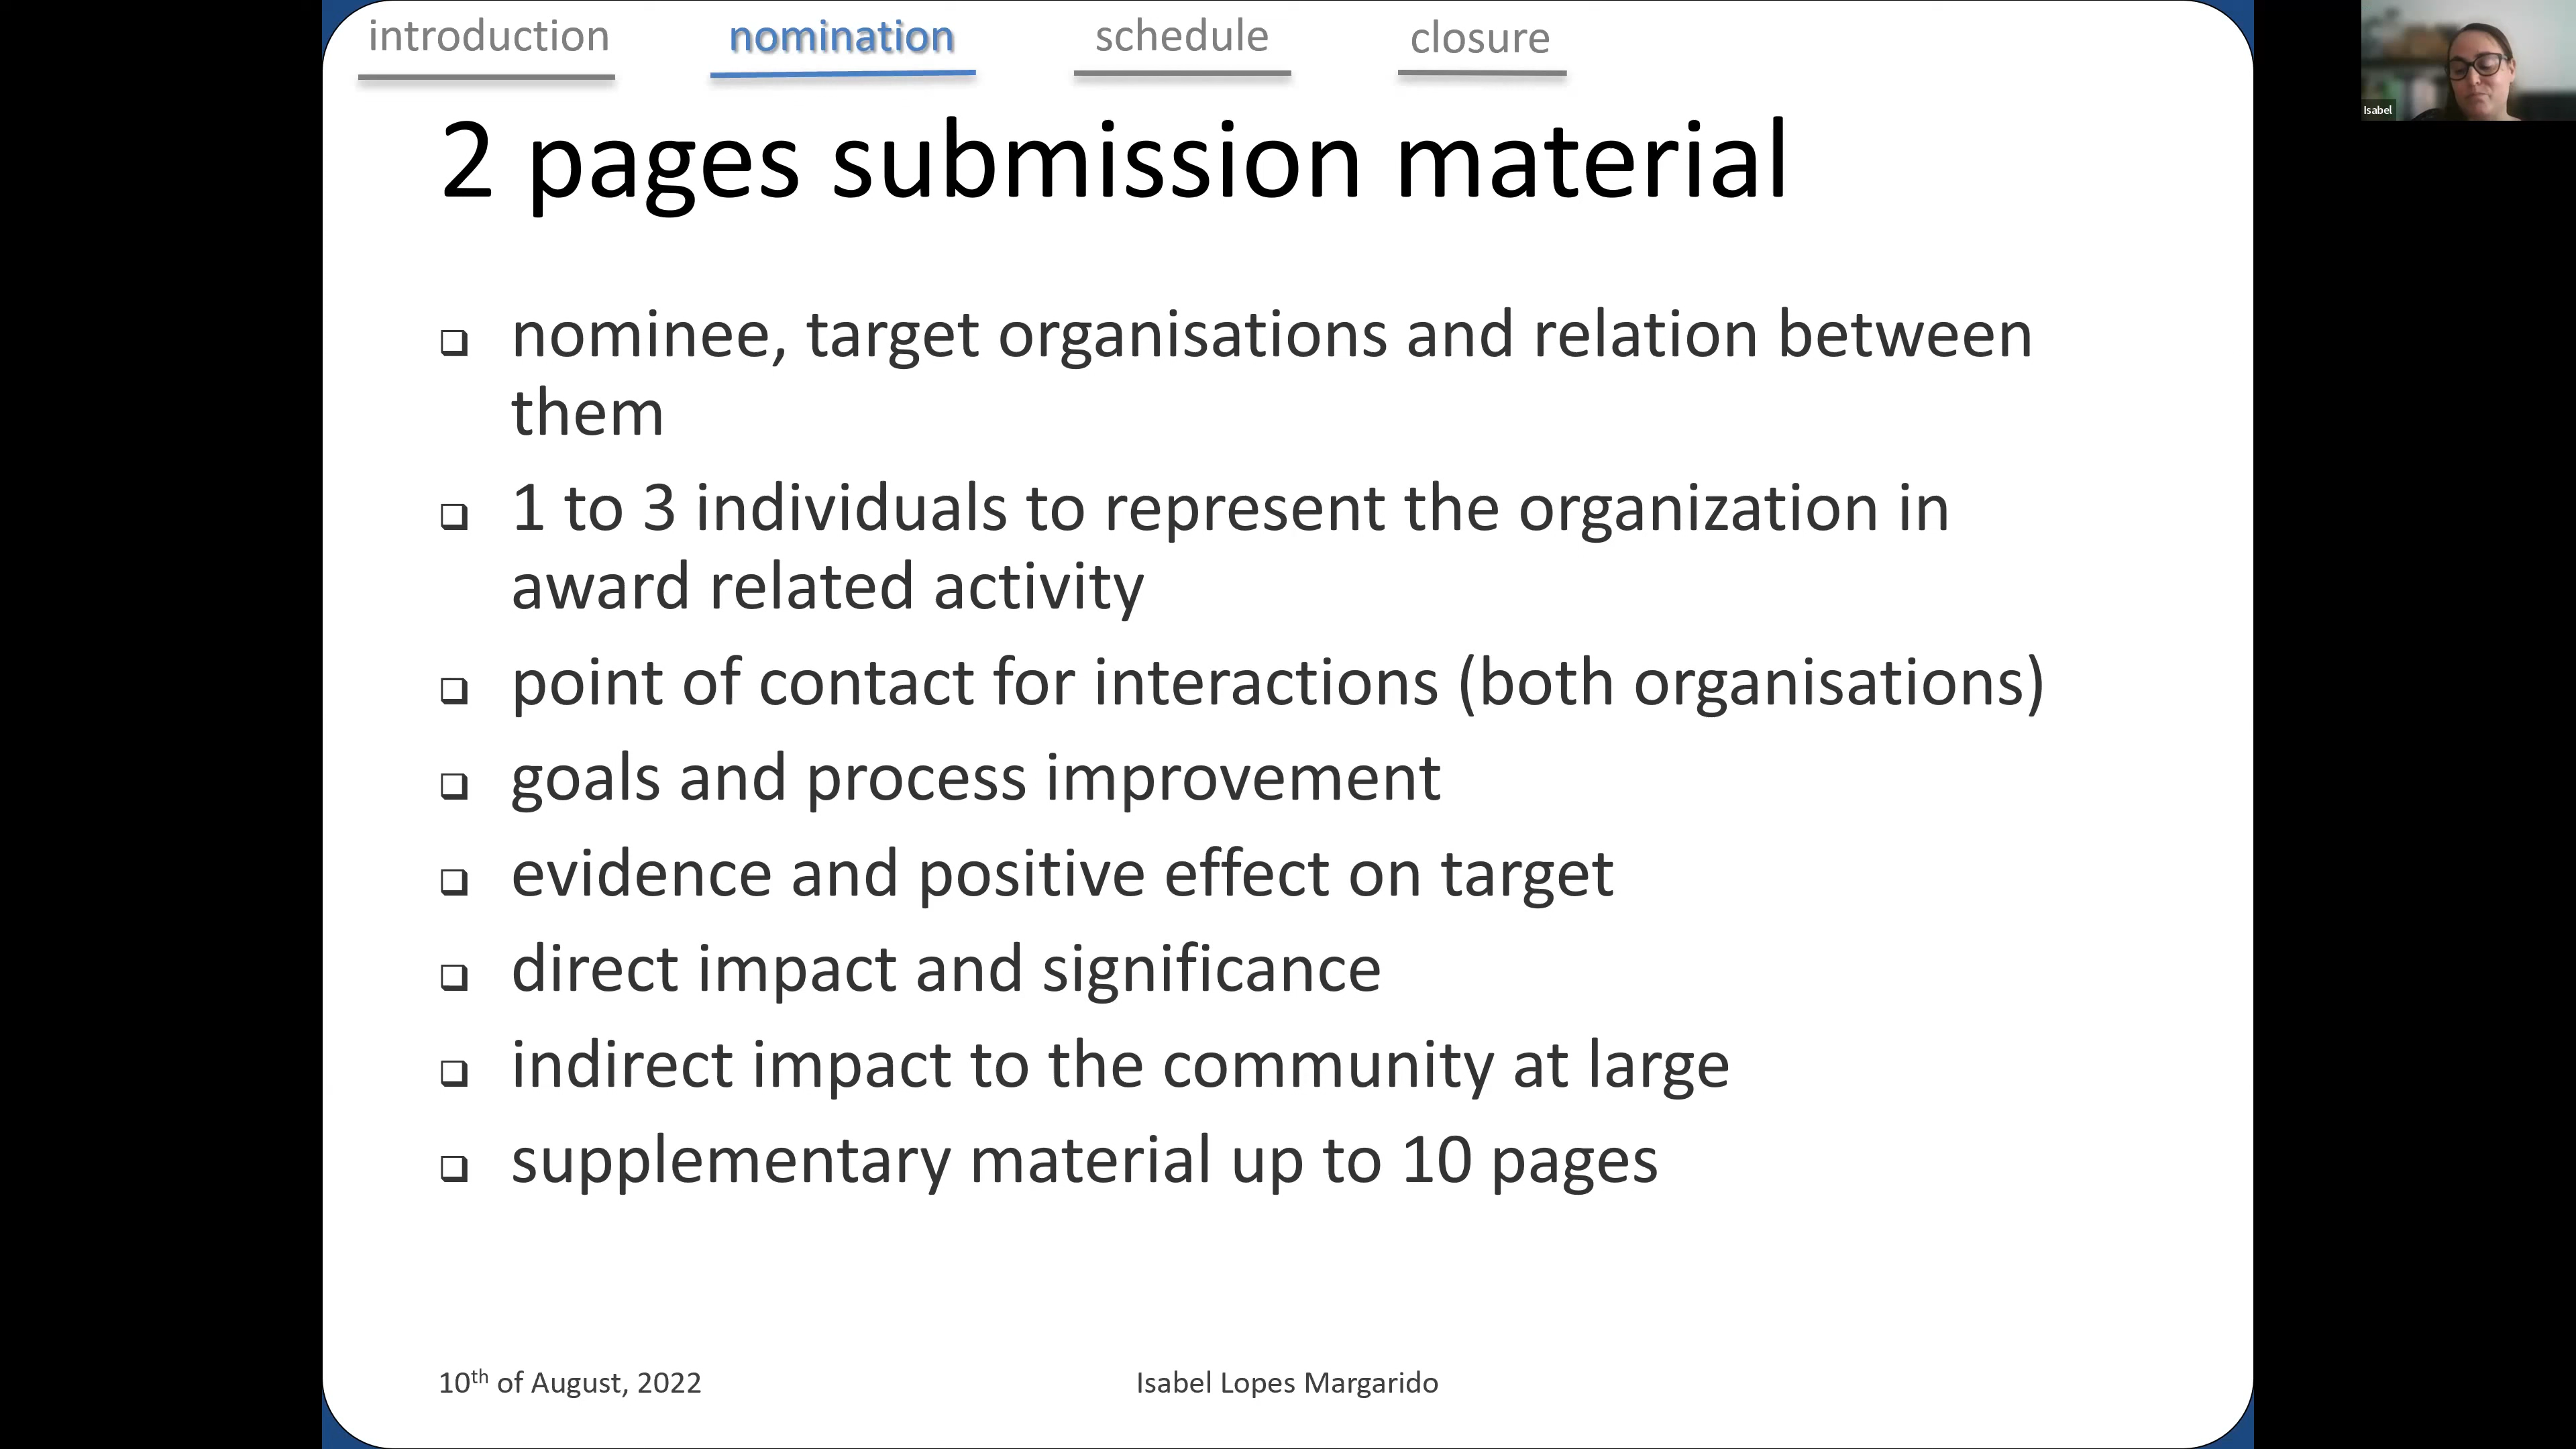 introduction nomination schedule closure
Isabel
2 pages submission material
nominee, target organisations and relation between
them
1 to 3 individuals to represent the organization in
award related activity
point of contact for interactions (both organisations)
goals and process improvement
evidence and positive effect on target
direct impact and significance
indirect impact to the community at large
supplementary material up to 10 pages
10th of August, 2022 Isabel Lopes Margarido